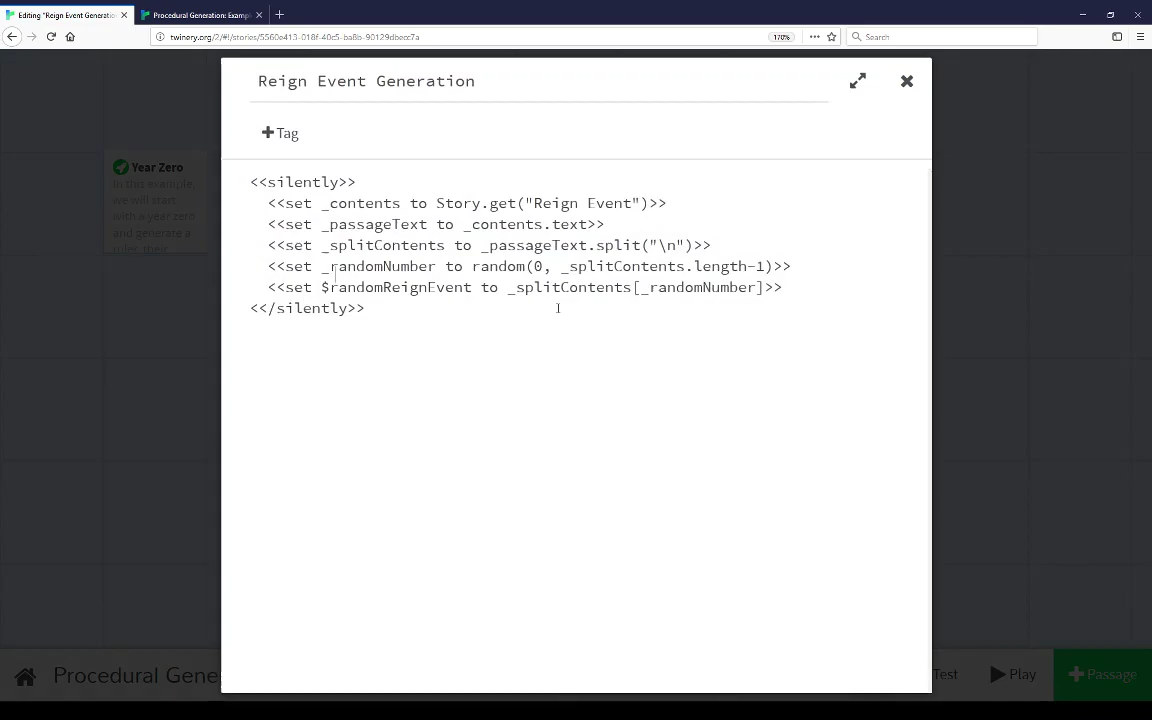 Editing "Reign Event Generatio
Procedural Generation: Exampl
twinery.org/2/#!/stories/5560e413-018f-40c5-ba8b-90129dbecc7a
170%
Search
Reign Event Generation
Tag
<<silently>>
<<set _contents to Story.get("Reign Event")>>
<<set _passageText to _contents.text>>
<<set _splitContents to _passageText.split("\n")>>
<<set _randomNumber to random(0, _splitContents.length-1)>>
<<set $randomReignEvent to _splitContents[_randomNumber]>>
<</silently>>
Year Zero
In this example,
we will start
with a year zero
and generate a
ruler, their
Procedural Gene
Test
Play
Passage